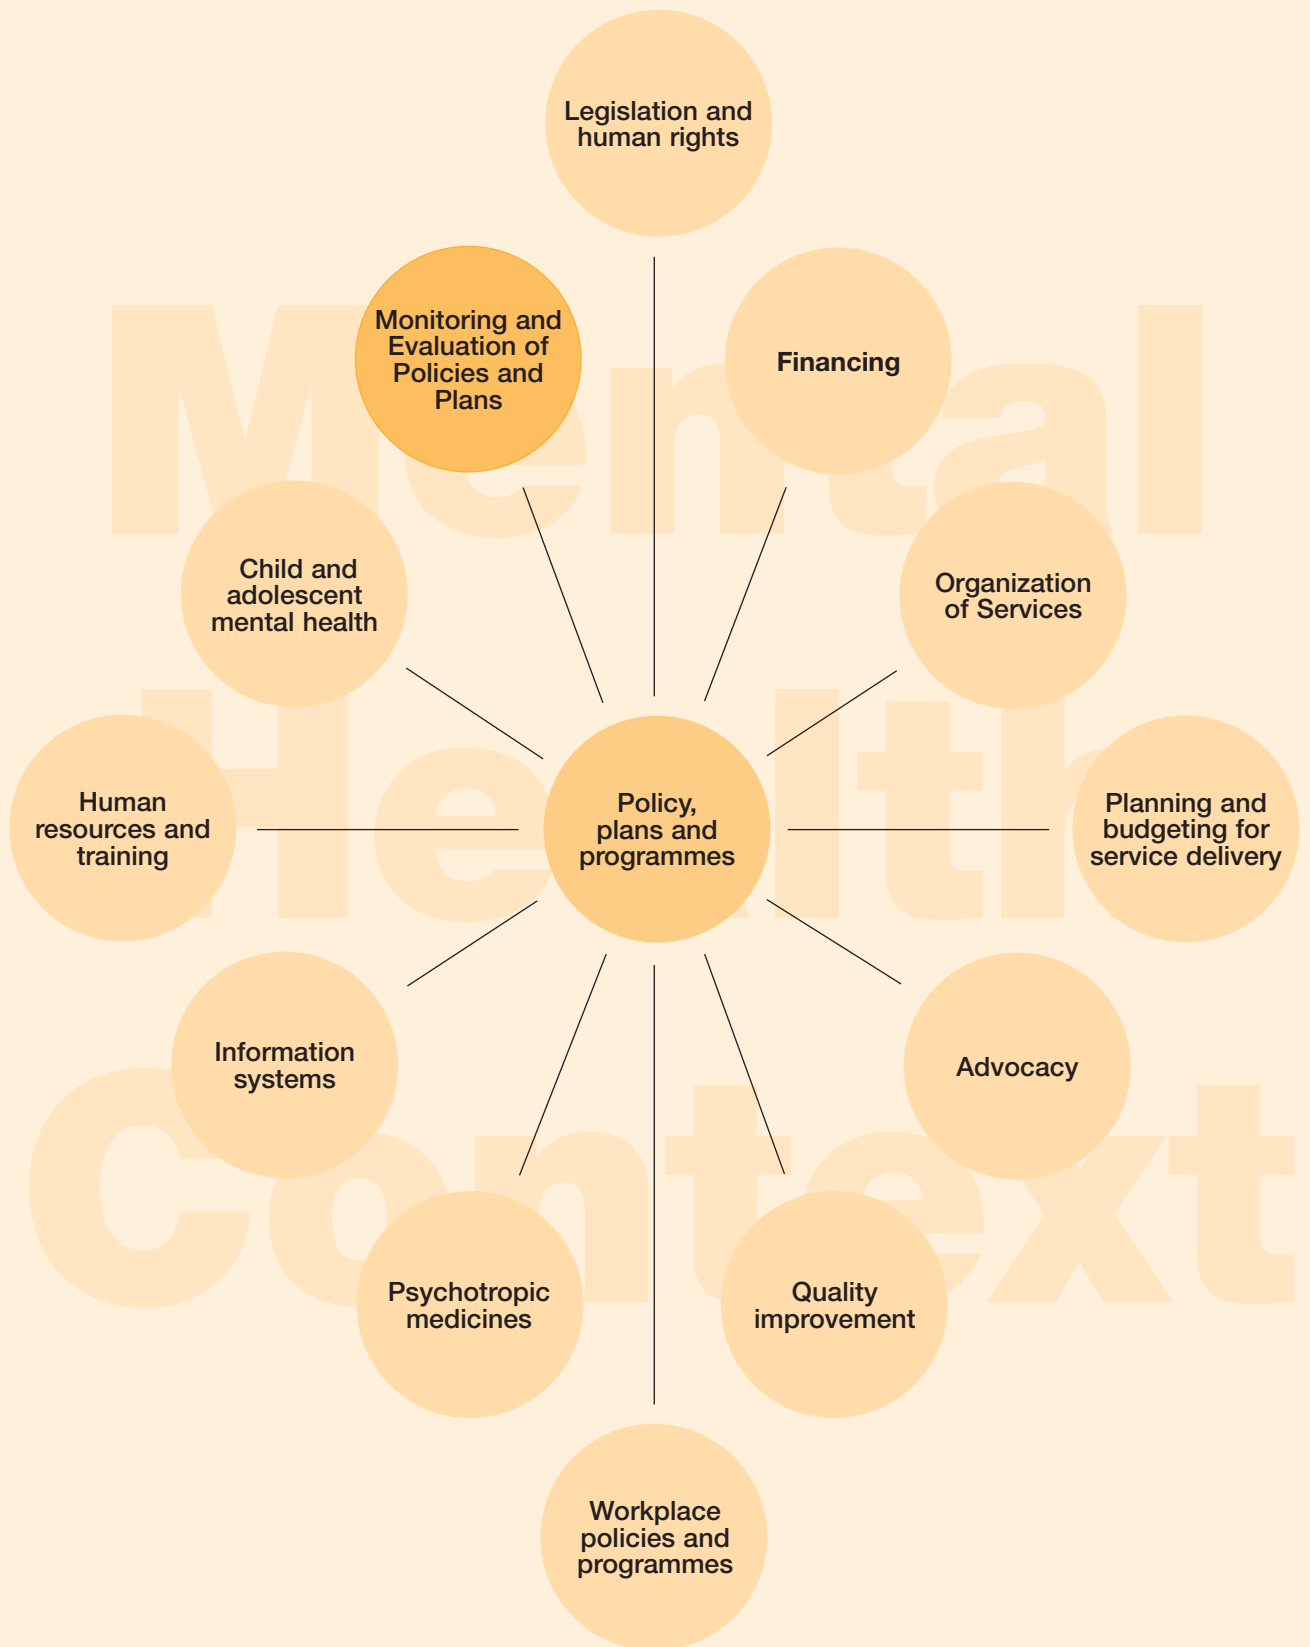 Mental
Health
Context
Legislation and
human rights
Monitoring and
Evaluation of
Policies and
Plans
Financing
Child and
adolescent
mental health
Organization
of Services
Human
resources and
training
Policy,
plans and
programmes
Planning and
budgeting for
service delivery
Information
systems
Advocacy
Psychotropic
medicines
Quality
improvement
Workplace
policies and
programmes